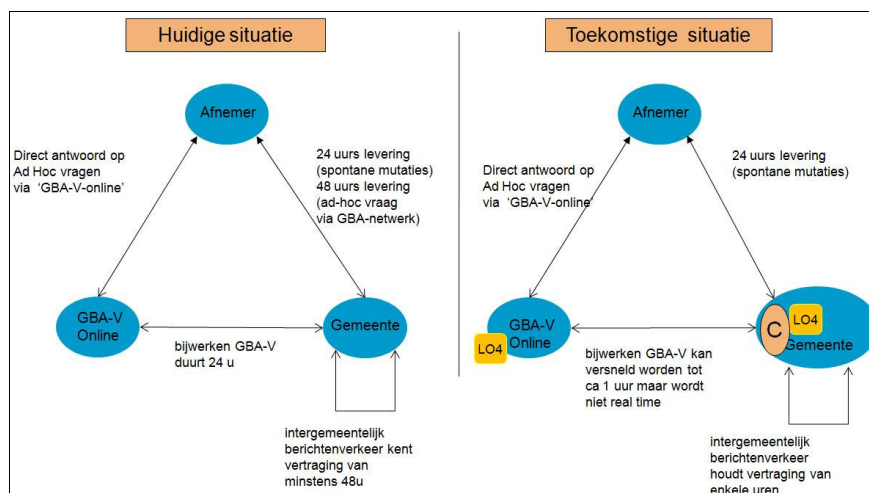 Huidige situatie
Afnemer
Direct antwoord op
Ad Hoc vragen
via 'GBA-V-online'
24 uurs levering
(spontane mutaties)
48 uurs levering
(ad-hoc vraag
via GBA-netwerk)
GBA-V
Online
LO4
Gemeente
bijwerken GBA-V
duurt 24 u
intergemeentelijk
berichtenverkeer kent
vertraging van
minstens 48u
Toekomstige situatie
Afnemer
Direct antwoord op
Ad Hoc vragen
via 'GBA-V-online'
24 uurs levering
(spontane mutaties)
GBA-V
Online
LO4
C
LO4
Gemeente
bijwerken GBA-V kan
versneld worden tot
ca 1 uur maar wordt
niet real time
intergemeentelijk
berichtenverkeer
houdt vertraging van
enkele uren